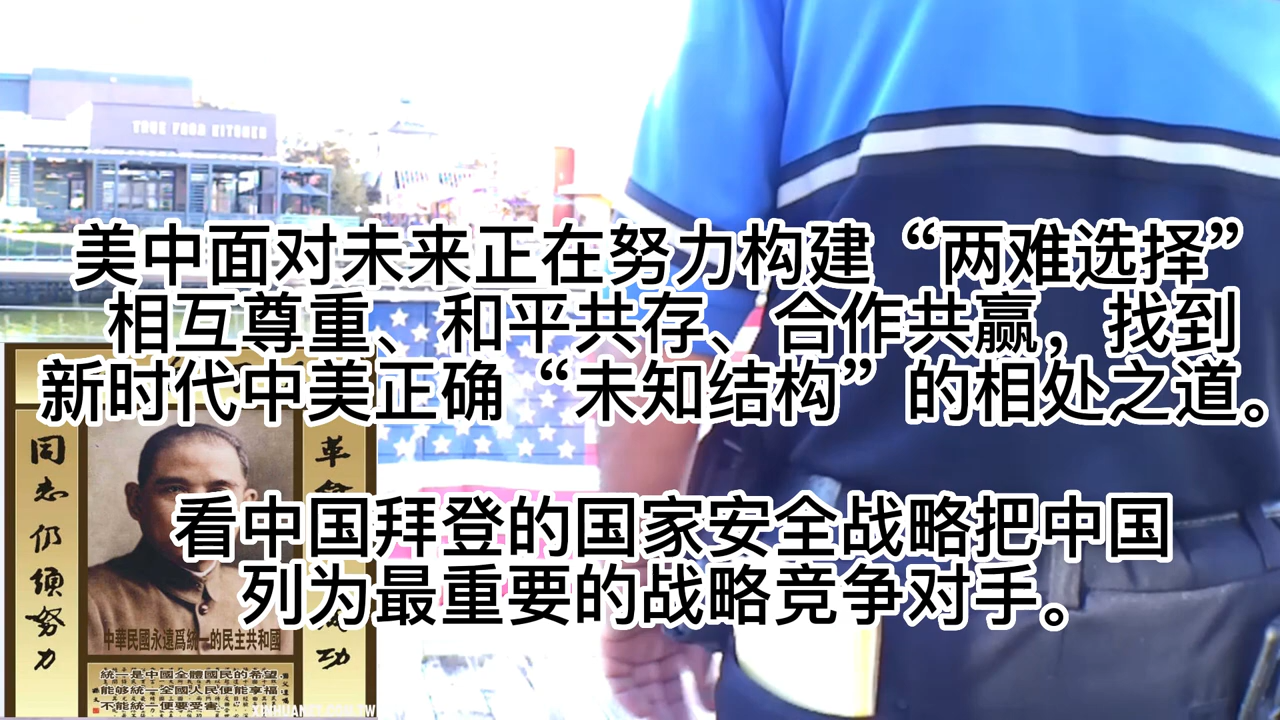 TRUE FOOD KITCHEN
美中面对未来正在努力构建“两难选择”
相互尊重、和平共存、合作共赢，找到
新时代中美正确“未知结构”的相处之道。
看中国拜登的国家安全战略把中国
列为最重要的战略竞争对手。
革
功
同志仍須努力
中華民國永遠爲統一的民主共和國
統一是中國全體國民的希望
能够統一全國人民便能享福
不能統一便要受害